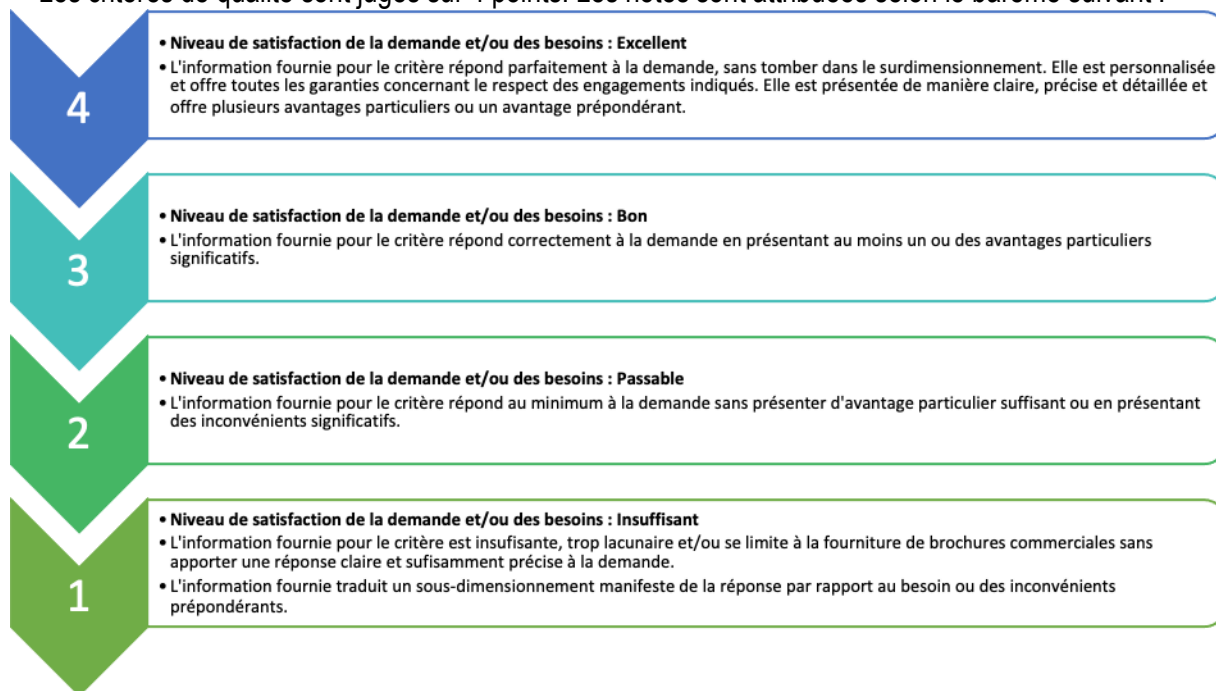 Les critères de qualité sont jugés sur 4 points. Les notes sont attribuées selon le barème suivant :
4
• Niveau de satisfaction de la demande et/ou des besoins : Excellent
• L'information fournie pour le critère répond parfaitement à la demande, sans tomber dans le surdimensionnement. Elle est personnalisée
et offre toutes les garanties concernant le respect des engagements indiqués. Elle est présentée de manière claire, précise et détaillée et
offre plusieurs avantages particuliers ou un avantage prépondérant.
3
• Niveau de satisfaction de la demande et/ou des besoins : Bon
• L'information fournie pour le critère répond correctement à la demande en présentant au moins un ou des avantages particuliers
significatifs.
2
• Niveau de satisfaction de la demande et/ou des besoins : Passable
• L'information fournie pour le critère répond au minimum à la demande sans présenter d'avantage particulier suffisant ou en présentant
des inconvénients significatifs.
1
• Niveau de satisfaction de la demande et/ou des besoins : Insuffisant
• L'information fournie pour le critère est insufisante, trop lacunaire et/ou se limite à la fourniture de brochures commerciales sans
apporter une réponse claire et sufisamment précise à la demande.
• L'information fournie traduit un sous-dimensionnement manifeste de la réponse par rapport au besoin ou des inconvénients
prépondérants.